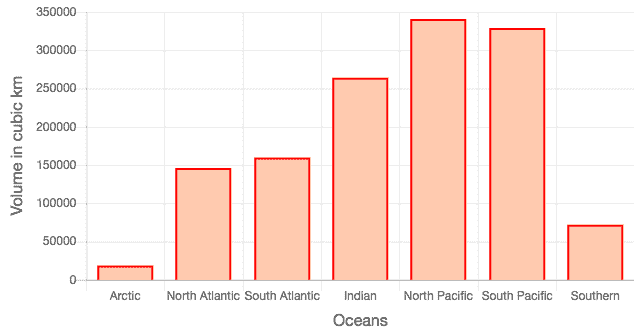 350000
300000
250000
200000
150000
100000
50000
0
Volume in cubic km
Arctic North Atlantic South Atlantic Indian North Pacific South Pacific Southern
Oceans